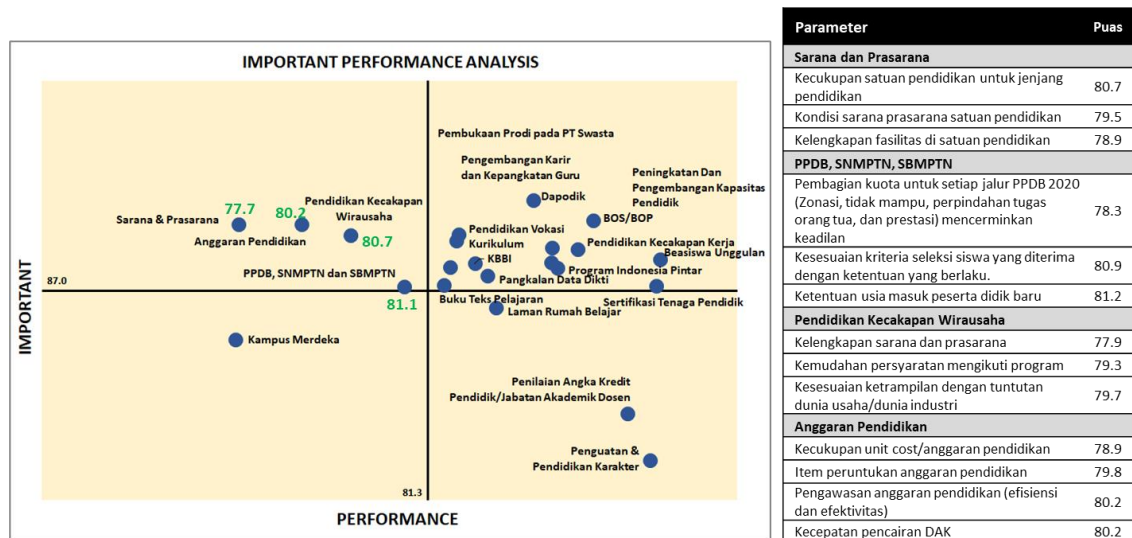 IMPORTANT PERFORMANCE ANALYSIS
Pembukaan Prodi pada PT Swasta
Pengembangan Karir
dan Kepangkatan Guru
Peningkatan Dan
Pengembangan Kapasitas
Pendidik
Dapodik
BOS/BOP
77.7
80.2
Pendidikan Kecakapan
Wirausaha
80.7
Sarana & Prasarana
Anggaran Pendidikan
Pendidikan Vokasi
Kurikulum
KBBI
Pendidikan Kecakapan Kerja
Beasiswa Unggulan
Program Indonesia Pintar
PPDB, SNMPTN dan SBMPTN
Pangkalan Data Dikti
87.0
81.1
Buku Teks Pelajaran
Sertifikasi Tenaga Pendidik
Laman Rumah Belajar
Kampus Merdeka
Penilaian Angka Kredit
Pendidik/Jabatan Akademik Dosen
Penguatan &
Pendidikan Karakter
81.3
IMPORTANT
PERFORMANCE
Parameter Puas
Sarana dan Prasarana
Kecukupan satuan pendidikan untuk jenjang
pendidikan 80.7
Kondisi sarana prasarana satuan pendidikan 79.5
Kelengkapan fasilitas di satuan pendidikan 78.9
PPDB, SNMPTN, SBMPTN
Pembagian kuota untuk setiap jalur PPDB 2020
(Zonasi, tidak mampu, perpindahan tugas
orang tua, dan prestasi) mencerminkan
keadilan 78.3
Kesesuaian kriteria seleksi siswa yang diterima
dengan ketentuan yang berlaku. 80.9
Ketentuan usia masuk peserta didik baru 81.2
Pendidikan Kecakapan Wirausaha
Kelengkapan sarana dan prasarana 77.9
Kemudahan persyaratan mengikuti program 79.3
Kesesuaian ketrampilan dengan tuntutan
dunia usaha/dunia industri 79.7
Anggaran Pendidikan
Kecukupan unit cost/anggaran pendidikan 78.9
Item peruntukan anggaran pendidikan 79.8
Pengawasan anggaran pendidikan (efisiensi
dan efektivitas) 80.2
Kecepatan pencairan DAK 80.2